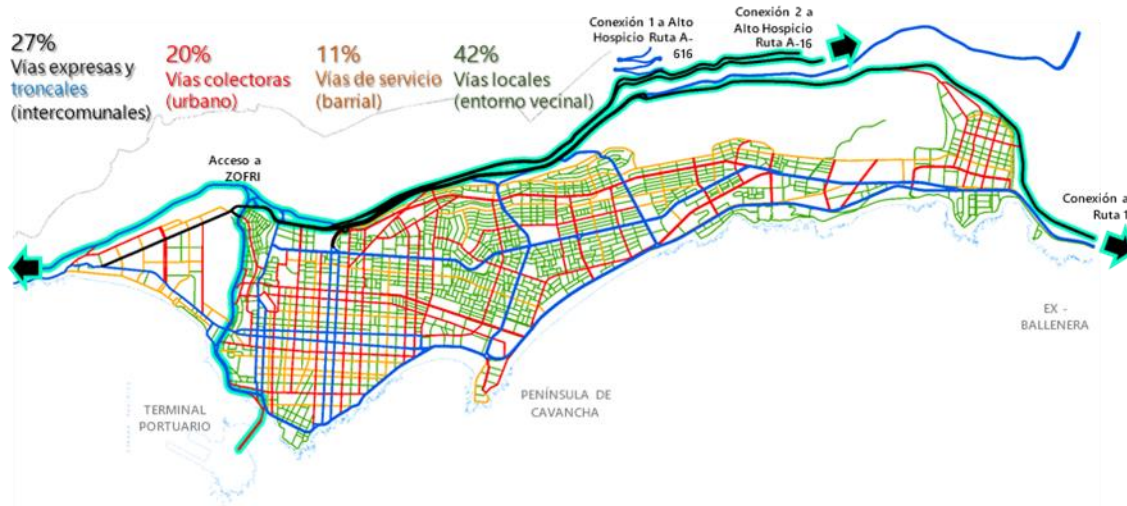 27%
Vías expresas y
troncales
(intercomunales)
20%
Vías colectoras
(urbano)
11%
Vías de servicio
(barrial)
42%
Vías locales
(entorno vecinal)
Conexión 1 a Alto
Hospicio Ruta A-
616
Conexión 2 a
Alto Hospicio
Ruta A-16
Acceso a
ZOFRI
Conexión a
Ruta 1
EX -
BALLENERA
PENÍNSULA DE
CAVANCHA
TERMINAL
PORTUARIO